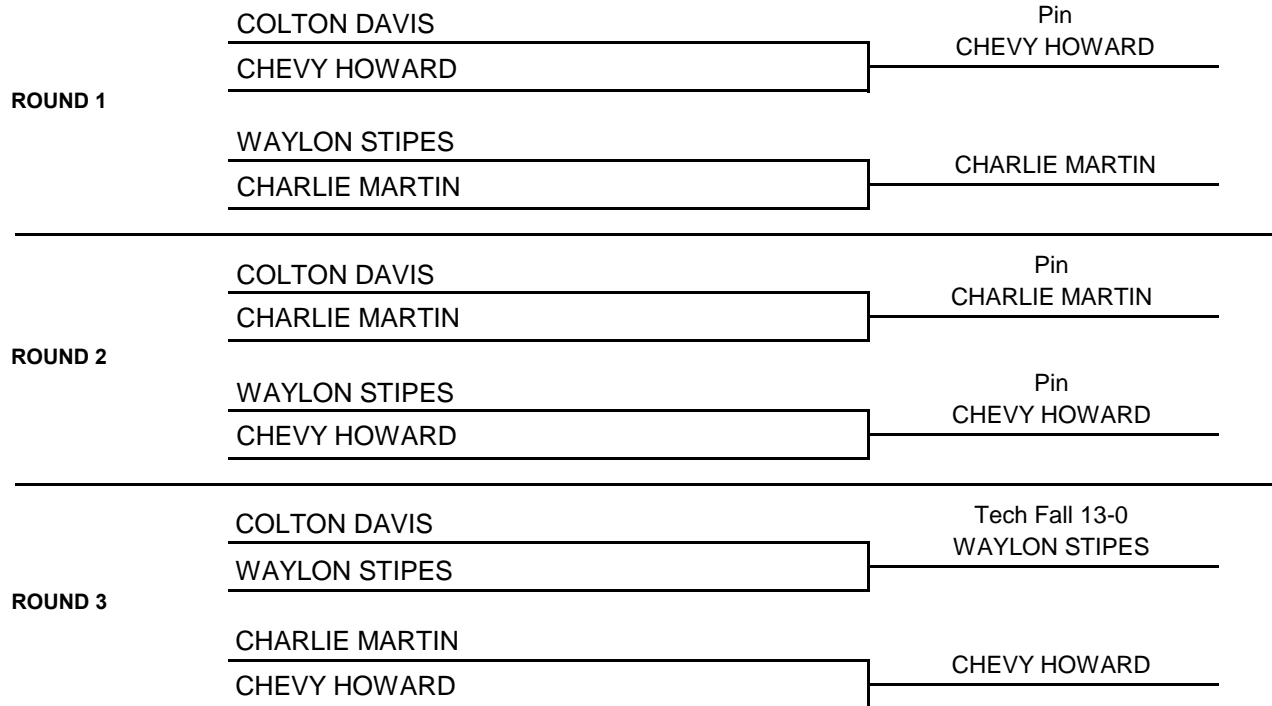 COLTON DAVIS
Pin
CHEVY HOWARD
CHEVY HOWARD
ROUND 1
WAYLON STIPES
CHARLIE MARTIN
CHARLIE MARTIN
COLTON DAVIS
Pin
CHARLIE MARTIN
CHARLIE MARTIN
ROUND 2
WAYLON STIPES
Pin
CHEVY HOWARD
CHEVY HOWARD
COLTON DAVIS
Tech Fall 13-0
WAYLON STIPES
WAYLON STIPES
ROUND 3
CHARLIE MARTIN
CHEVY HOWARD
CHEVY HOWARD